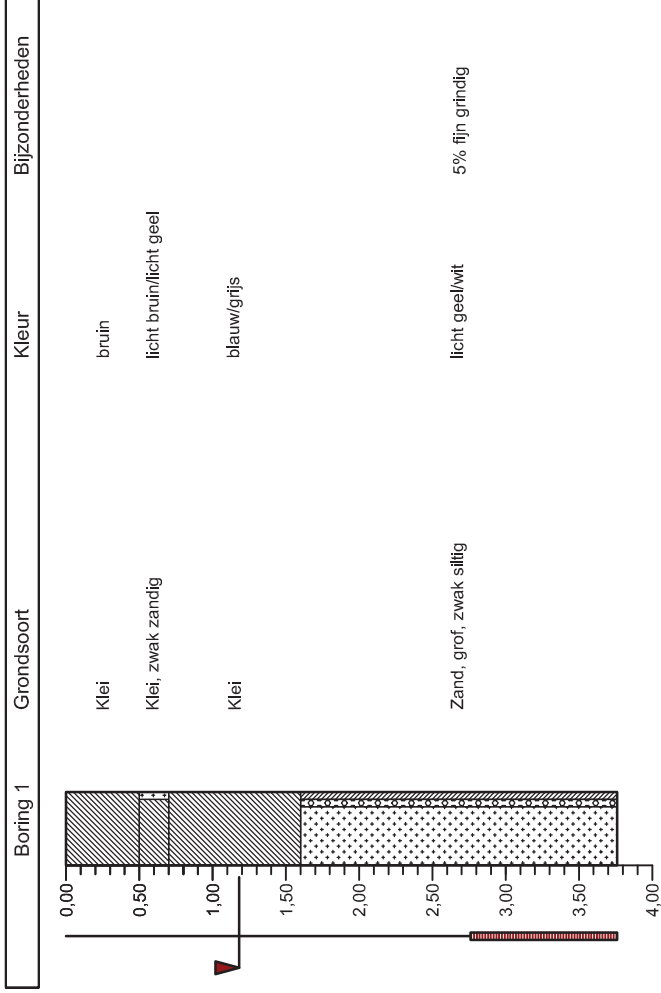 Boring 1 Grondsoort Kleur Bijzonderheden
0,00
Klei bruin
0,50
Klei, zwak zandig licht bruin/licht geel
1,00
Klei blauw/grijs
1,50
2,00
2,50
Zand, grof, zwak siltig licht geel/wit 5% fijn grindig
3,00
3,50
4,00